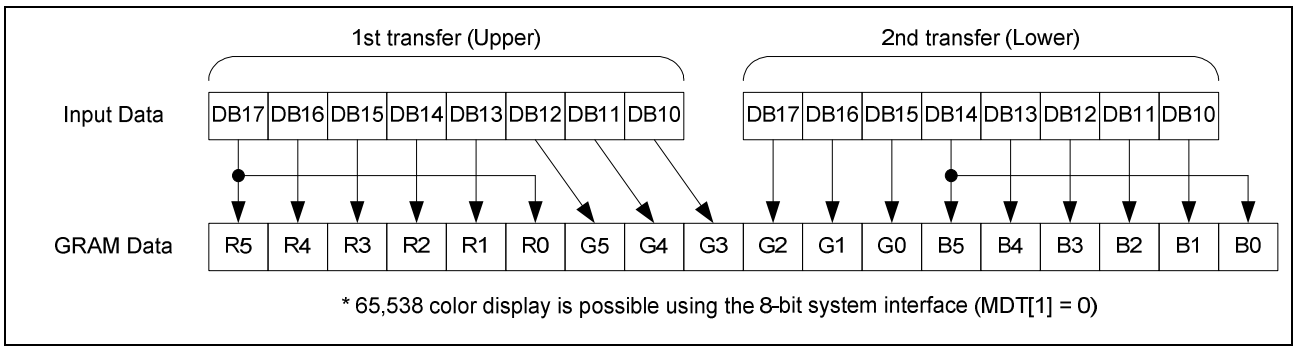 1st transfer (Upper) 2nd transfer (Lower)
Input Data DB17 DB16 DB15 DB14 DB13 DB12 DB11 DB10 DB17 DB16 DB15 DB14 DB13 DB12 DB11 DB10
GRAM Data R5 R4 R3 R2 R1 R0 G5 G4 G3 G2 G1 G0 B5 B4 B3 B2 B1 B0
* 65,538 color display is possible using the 8-bit system interface (MDT[1] = 0)